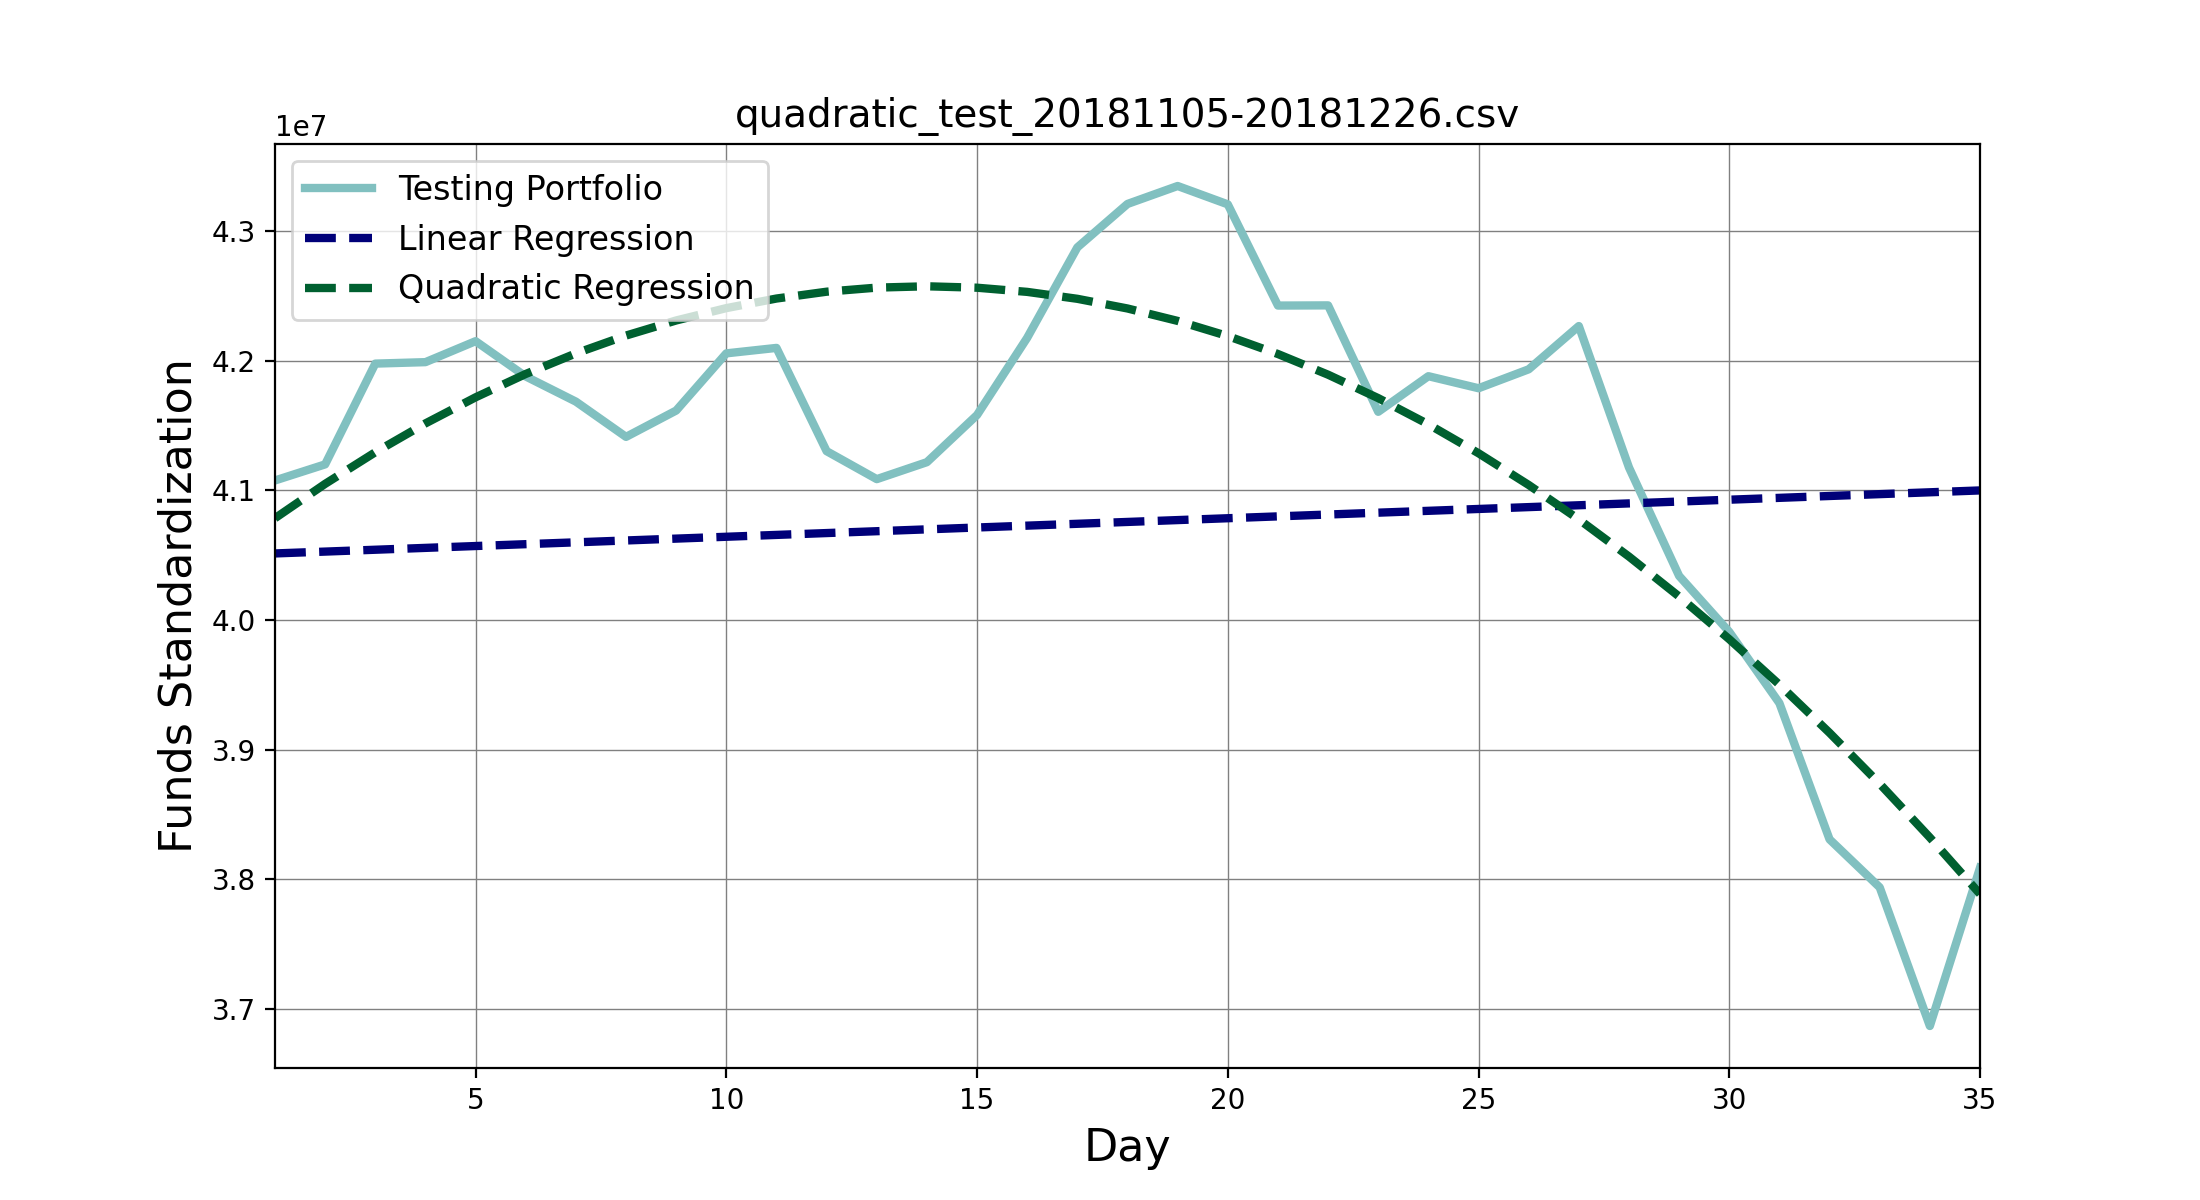 quadratic_test_20181105-20181226.csv
1e7
Testing Portfolio
Linear Regression
Quadratic Regression
4.3
4.2
4.1
4.0
3.9
3.8
3.7
Funds Standardization
5 10 15 20 25 30 35
Day